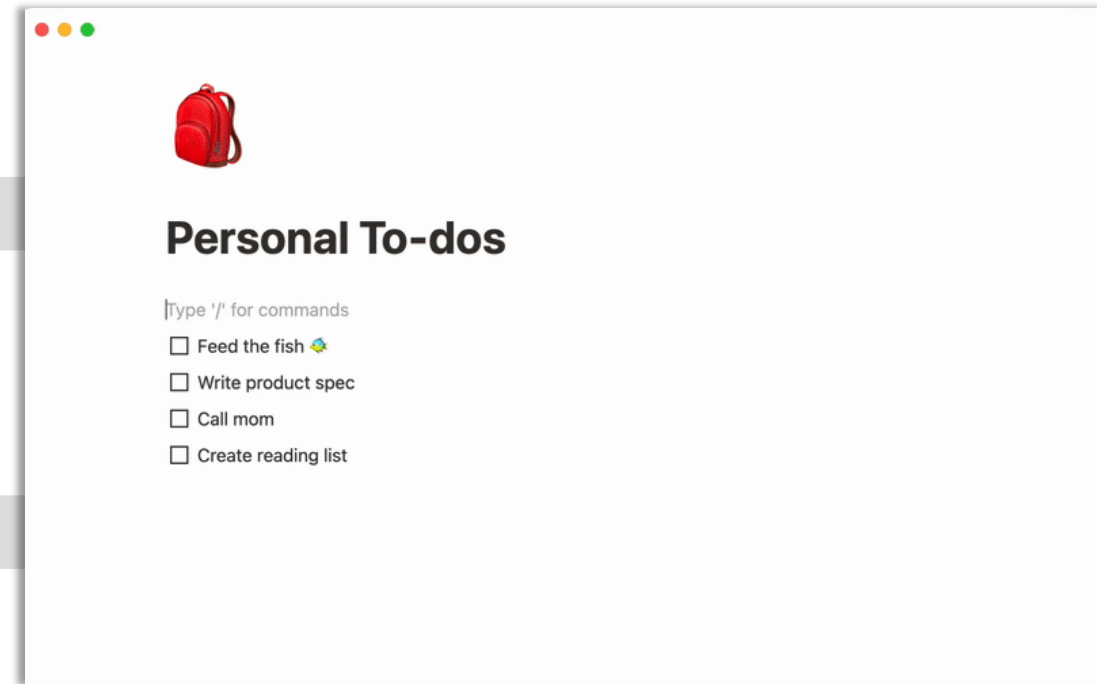 Personal To-dos
Type '/' for commands
Feed the fish 🐠
Write product spec
Call mom
Create reading list